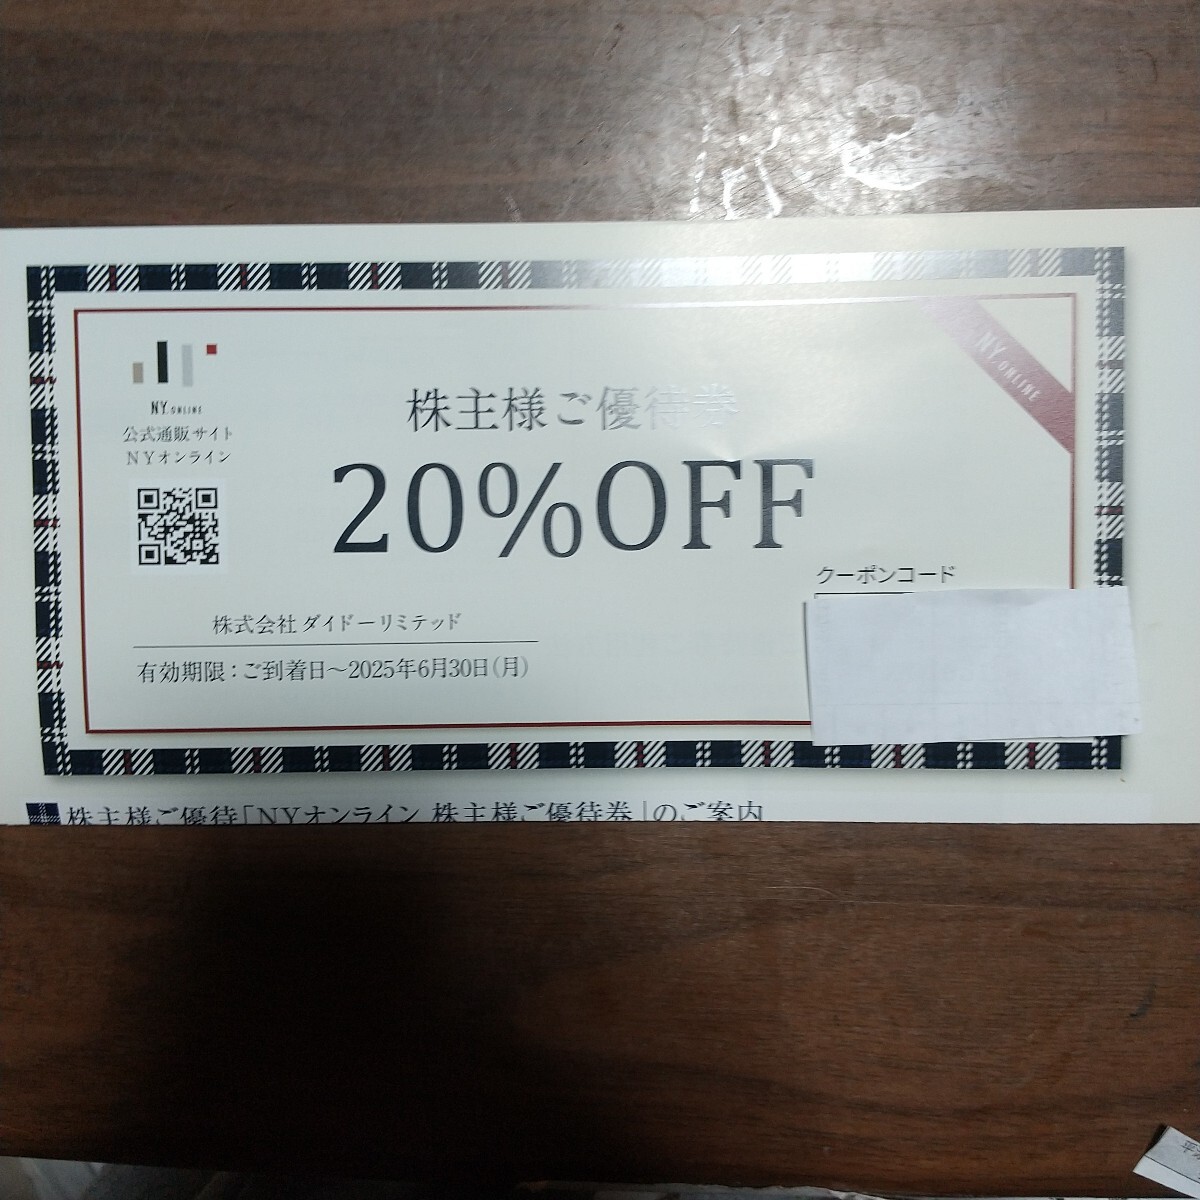 NY.ONLINE
公式通販サイト
NYオンライン
株主様ご優待券
20%OFF
NY.ONLINE
クーポンコード
株式会社ダイドーリミテッド
有効期限：ご到着日～2025年6月30日(月)
株主様ご優待「NYオンライン 株主様ご優待券」のご案内